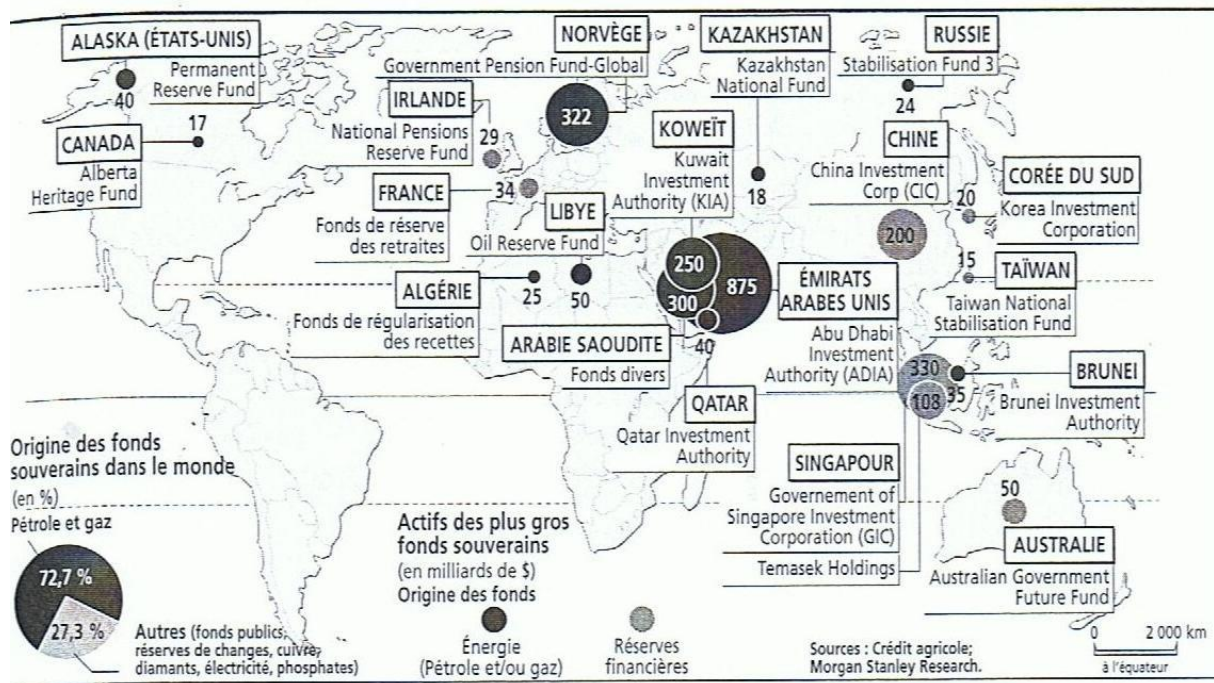 ALASKA (ÉTATS-UNIS)
Permanent
Reserve Fund
40
17
CANADA
Alberta
Heritage Fund
NORVÈGE
Government Pension Fund-Global
322
IRLANDE
National Pensions
Reserve Fund
29
FRANCE
Fonds de réserve
des retraites
34
KAZAKHSTAN
Kazakhstan
National Fund
18
RUSSIE
Stabilisation Fund 3
24
KOWEÏT
Kuwait
Investment
Authority (KIA)
250
CHINE
China Investment
Corp (CIC)
200
CORÉE DU SUD
Korea Investment
Corporation
20
LIBYE
Oil Reserve Fund
50
ALGÉRIE
Fonds de régularisation
des recettes
25
ARABIE SAOUDITE
Fonds divers
300
875
ÉMIRATS
ARABES UNIS
Abu Dhabi
Investment
Authority (ADIA)
15
TAÏWAN
Taiwan National
Stabilisation Fund
40
QATAR
Qatar Investment
Authority
330
108
35
BRUNEI
Brunei Investment
Authority
SINGAPOUR
Governement of
Singapore Investment
Corporation (GIC)
Temasek Holdings
50
AUSTRALIE
Australian Government
Future Fund
Origine des fonds
souverains dans le monde
(en %)
Pétrole et gaz
72,7 %
27,3 %
Autres (fonds publics,
réserves de changes, cuivre,
diamants, électricité, phosphates)
Actifs des plus gros
fonds souverains
(en milliards de $)
Origine des fonds
Énergie
(Pétrole et/ou gaz)
Réserves
financières
Sources : Crédit agricole;
Morgan Stanley Research.
0 2 000 km
à l'équateur